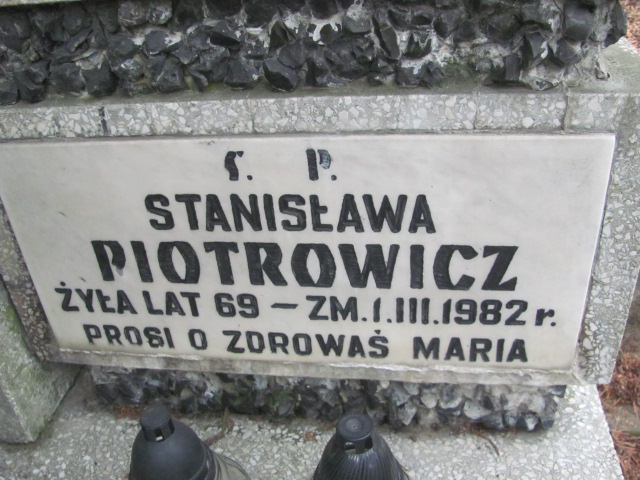 Ś. P.
STANISŁAWA
PIOTROWICZ
ŻYŁA LAT 69 – ZM. 1.III.1982 r.
PROSI O ZDROWAŚ MARIA